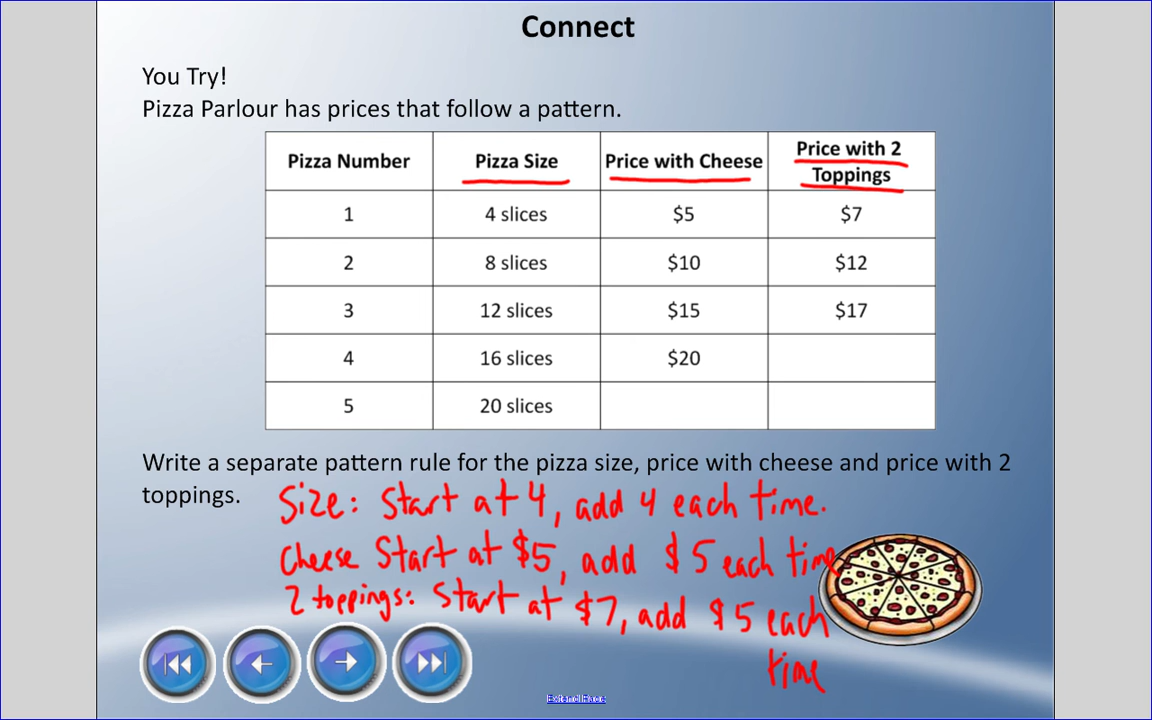 Connect
You Try!
Pizza Parlour has prices that follow a pattern.
Pizza Number Pizza Size Price with Cheese Price with 2 Toppings
1 4 slices $5 $7
2 8 slices $10 $12
3 12 slices $15 $17
4 16 slices $20
5 20 slices
Write a separate pattern rule for the pizza size, price with cheese and price with 2
toppings.
Size: Start at 4, add 4 each time.
Cheese Start at $5, add $5 each time
2 toppings: Start at $7, add $5 each
time
Extend Page